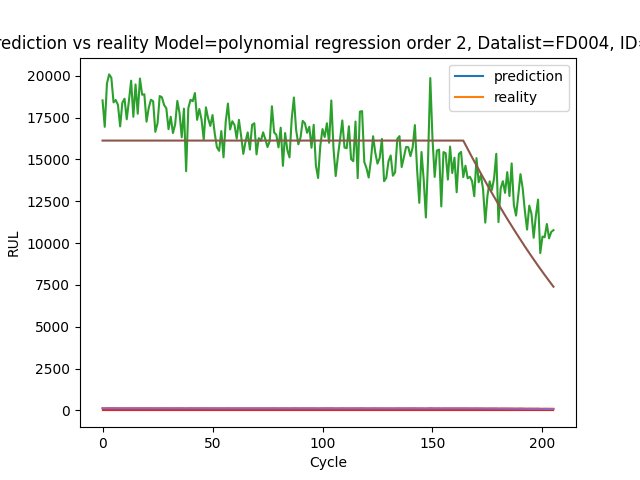 rediction vs reality Model=polynomial regression order 2, Datalist=FD004, ID=
prediction
reality
20000
17500
15000
12500
10000
7500
5000
2500
0
RUL
0 50 100 150 200
Cycle